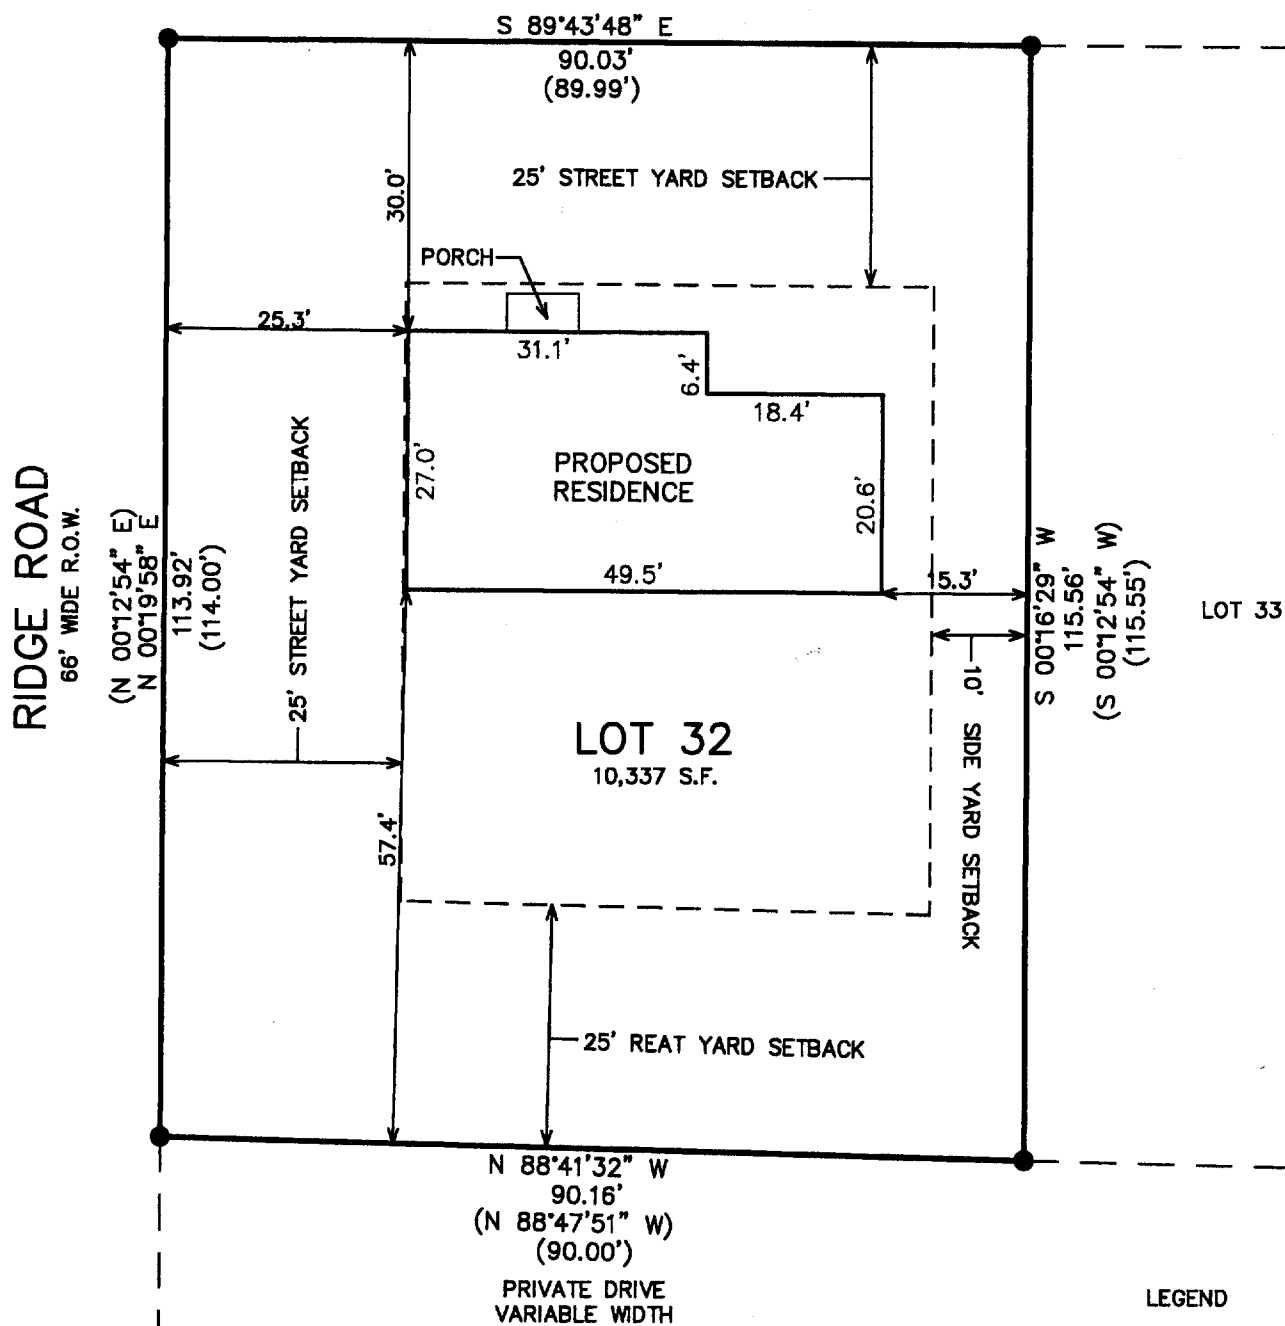 S 89°43'48" E
90.03'
(89.99')
30.0'
25' STREET YARD SETBACK
PORCH
25.3'
31.1'
6.4'
18.4'
27.0'
PROPOSED
RESIDENCE
20.6'
49.5'
15.3'
25' STREET YARD SETBACK
RIDGE ROAD
66' WIDE R.O.W.
(N 00°12'54" E)
N 00°19'58" E
113.92'
(114.00')
S 00°16'29" W
115.56'
(S 00°12'54" W)
(115.55')
LOT 33
LOT 32
10,337 S.F.
10' SIDE YARD SETBACK
57.4'
25' REAT YARD SETBACK
N 88°41'32" W
90.16'
(N 88°47'51" W)
(90.00')
PRIVATE DRIVE
VARIABLE WIDTH
LEGEND